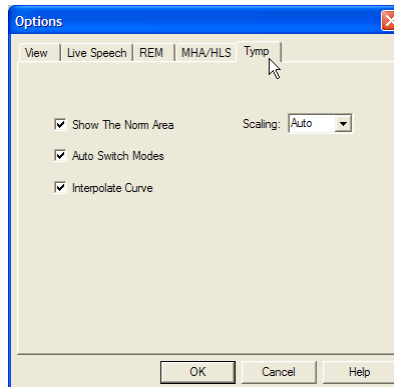 Options
View Live Speech REM MHA/HLS Tymp
Show The Norm Area Scaling: Auto
Auto Switch Modes
Interpolate Curve
OK Cancel Help